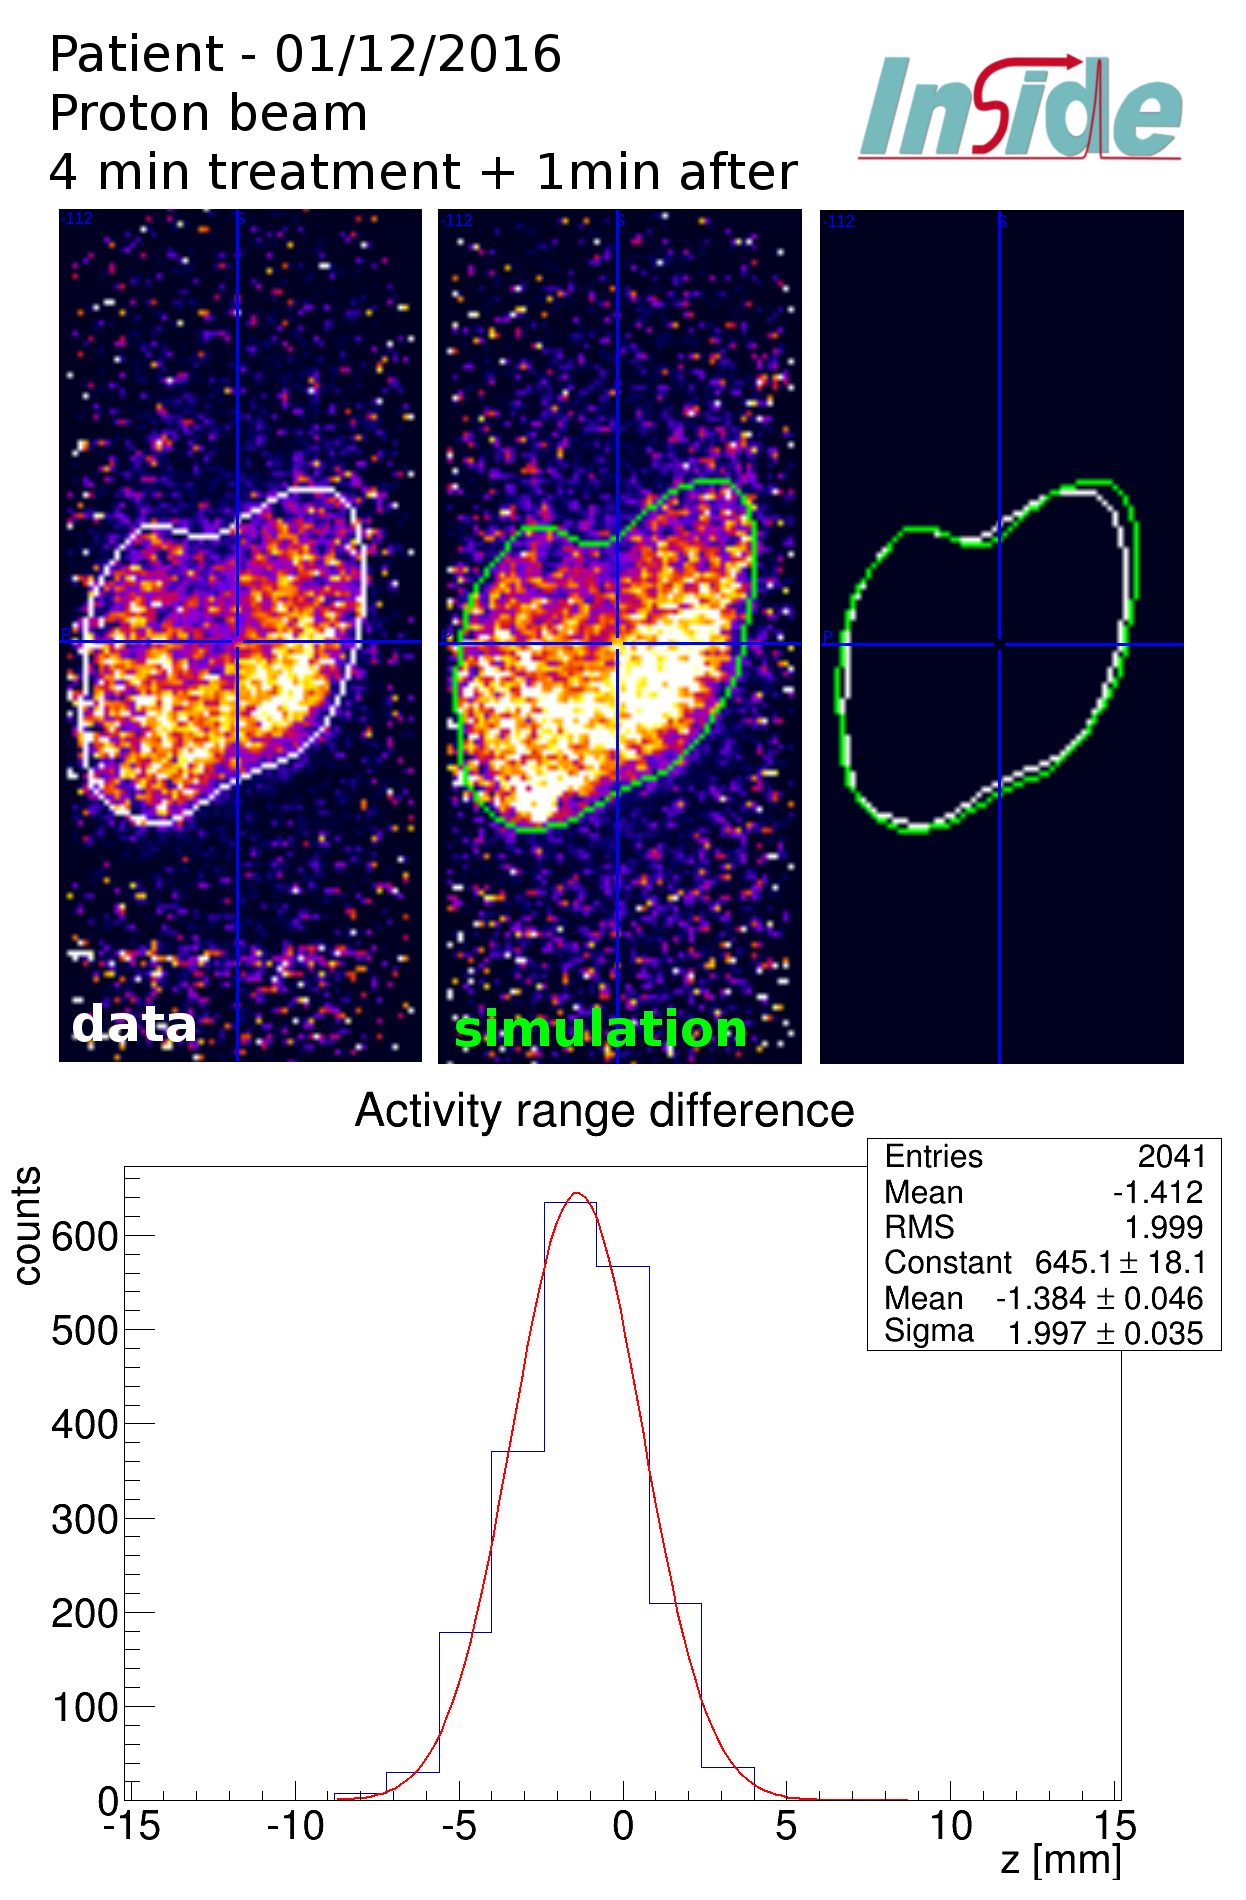 Patient - 01/12/2016
Proton beam
4 min treatment + 1min after
InSide
-112 S
-112 S
-112 S
P
P
P
data
simulation
Activity range difference
Entries 2041
Mean -1.412
RMS 1.999
Constant 645.1 ± 18.1
Mean -1.384 ± 0.046
Sigma 1.997 ± 0.035
counts
600
500
400
300
200
100
0
-15 -10 -5 0 5 10 15
z [mm]